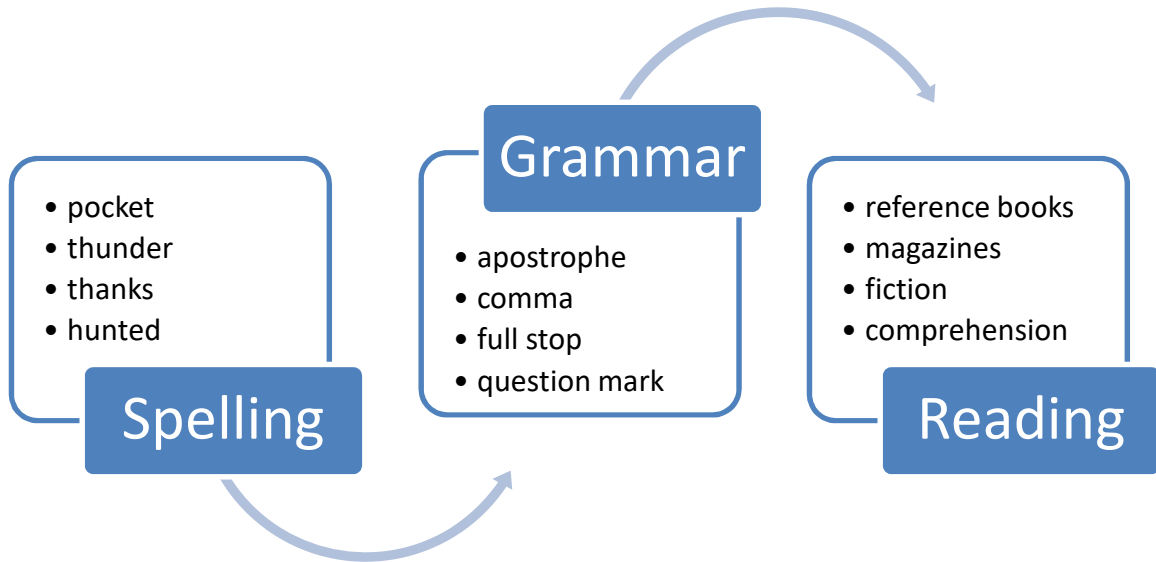 • pocket
• thunder
• thanks
• hunted
Spelling
Grammar
• apostrophe
• comma
• full stop
• question mark
• reference books
• magazines
• fiction
• comprehension
Reading